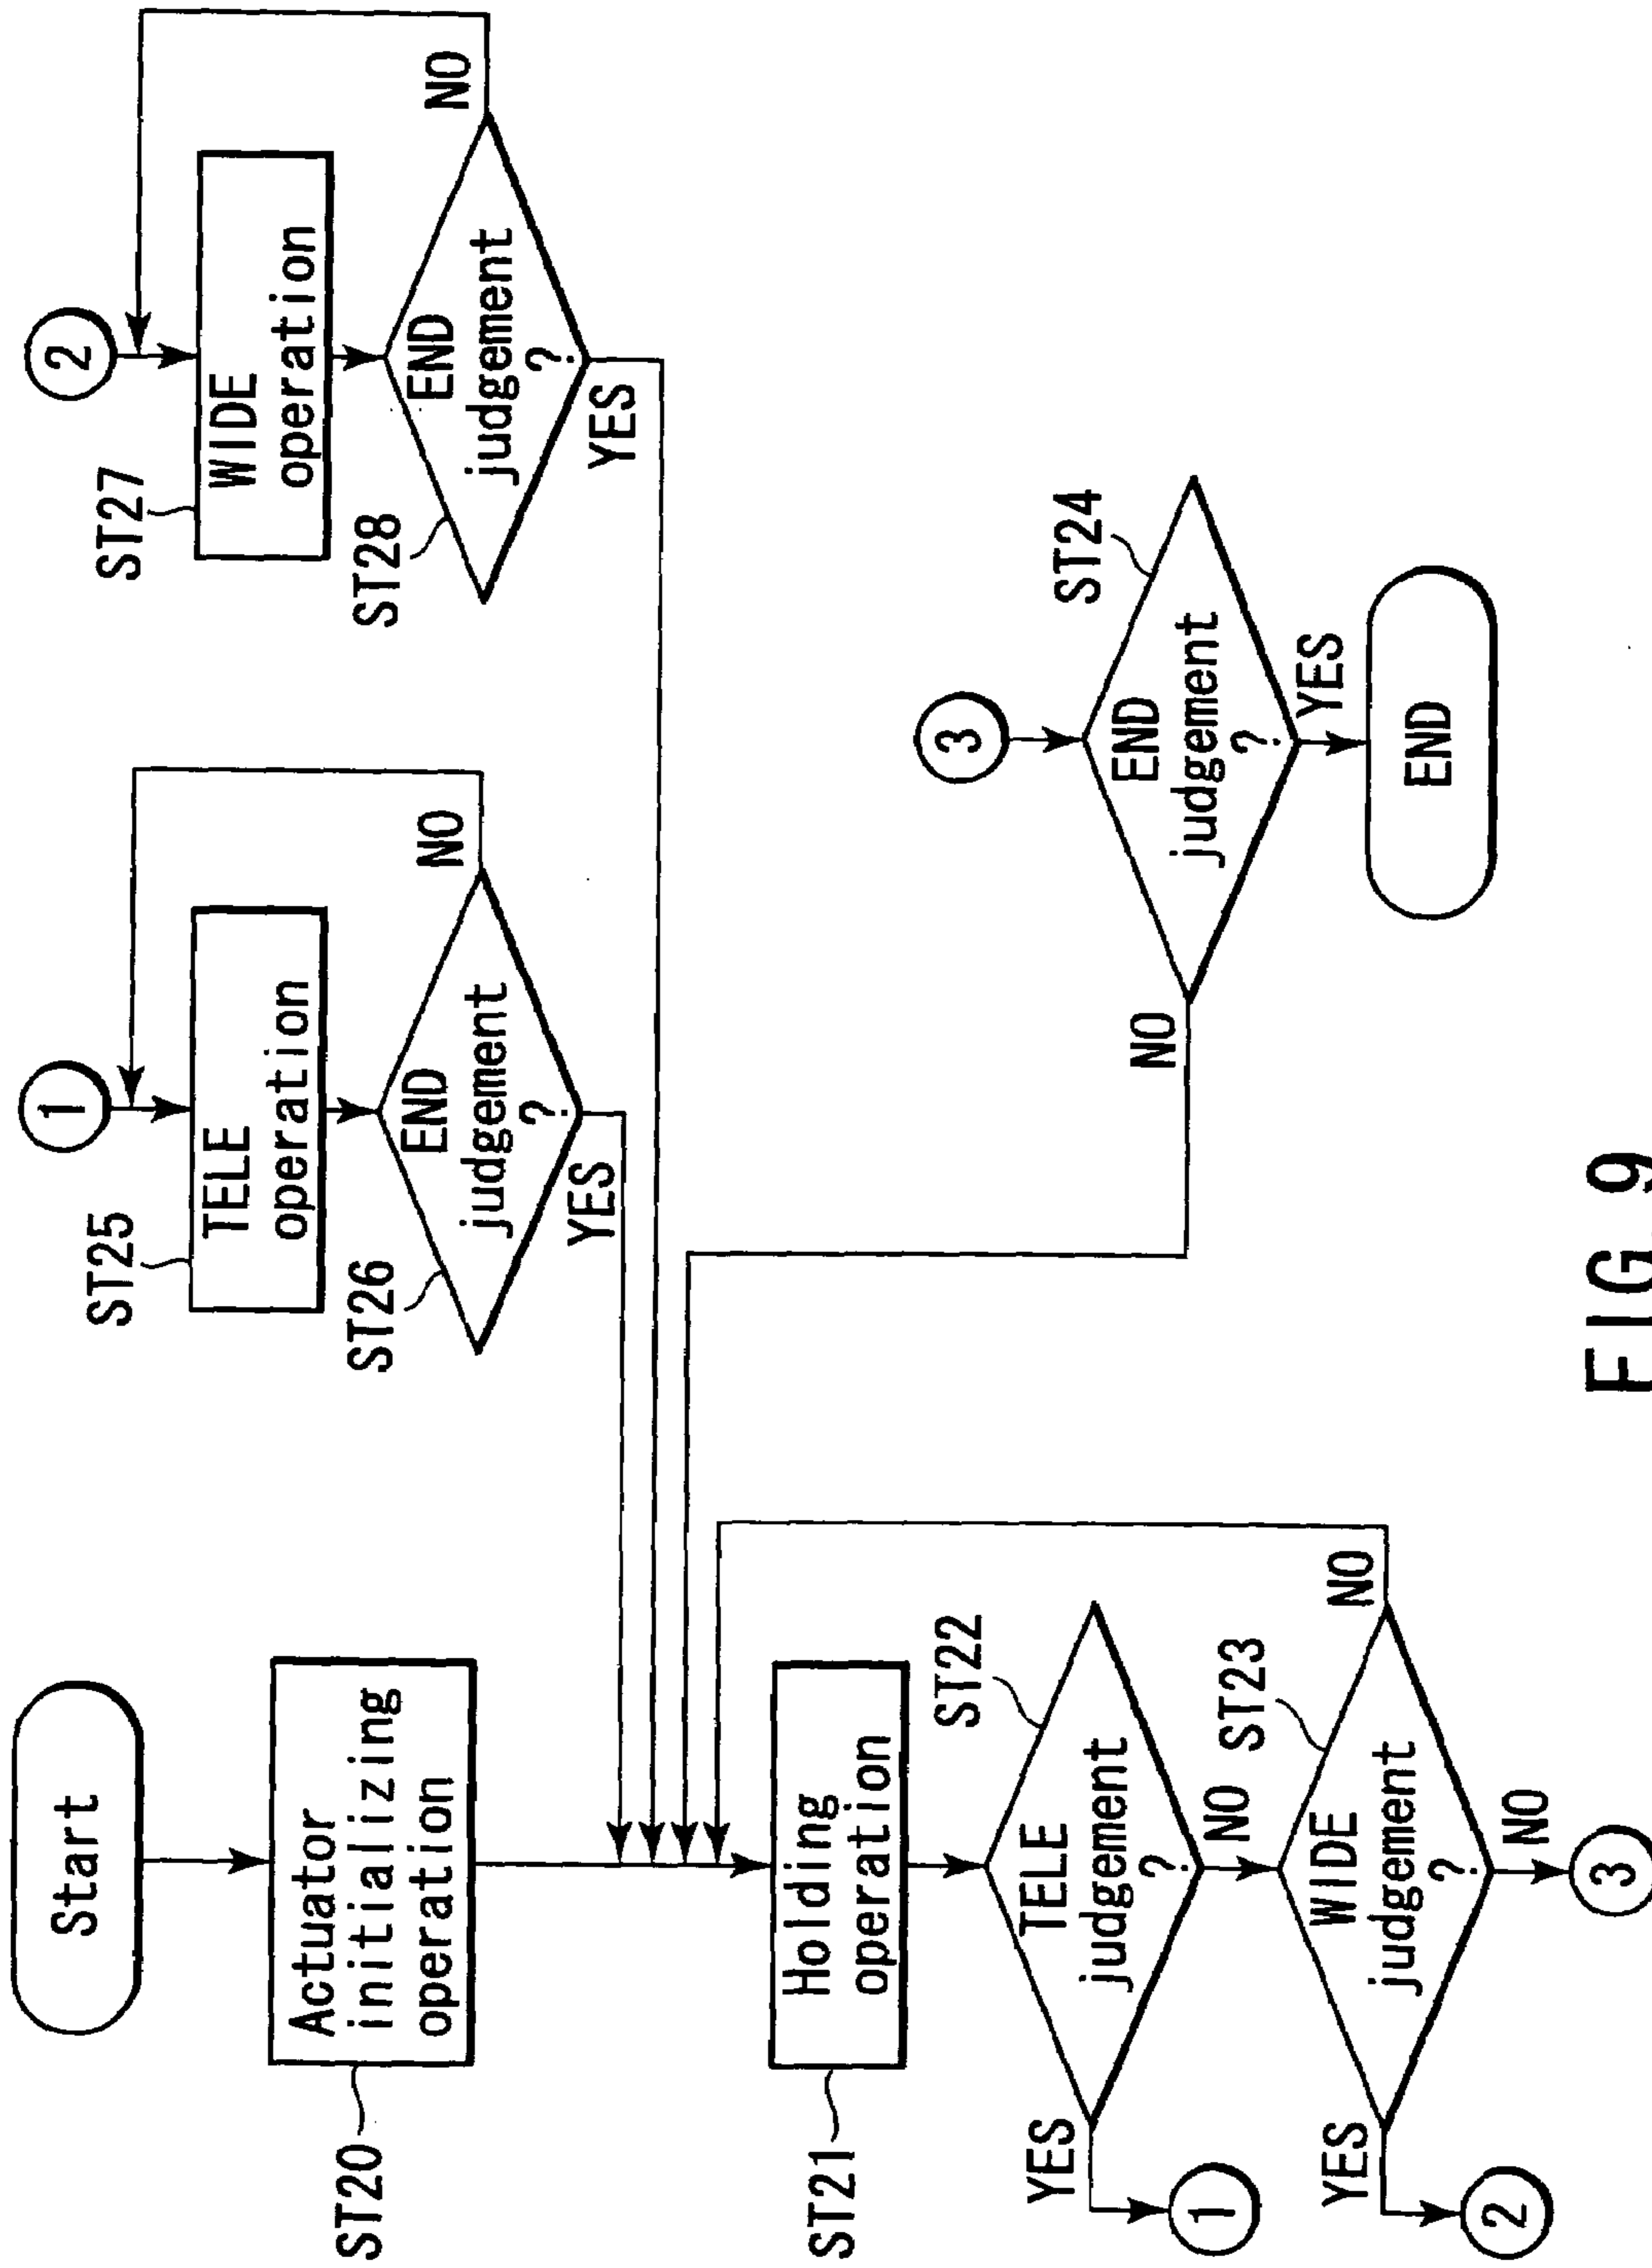 Start
ST20
Actuator
initializing
operation
ST21
Holding
operation
ST22
TELE
judgement
?
YES
NO
1
ST23
WIDE
judgement
?
YES
NO
NO
2
3
1
ST25
TELE
operation
ST26
END
judgement
?
NO
YES
2
ST27
WIDE
operation
ST28
END
judgement
?
NO
YES
3
ST24
END
judgement
?
NO
YES
END
FIG. 9